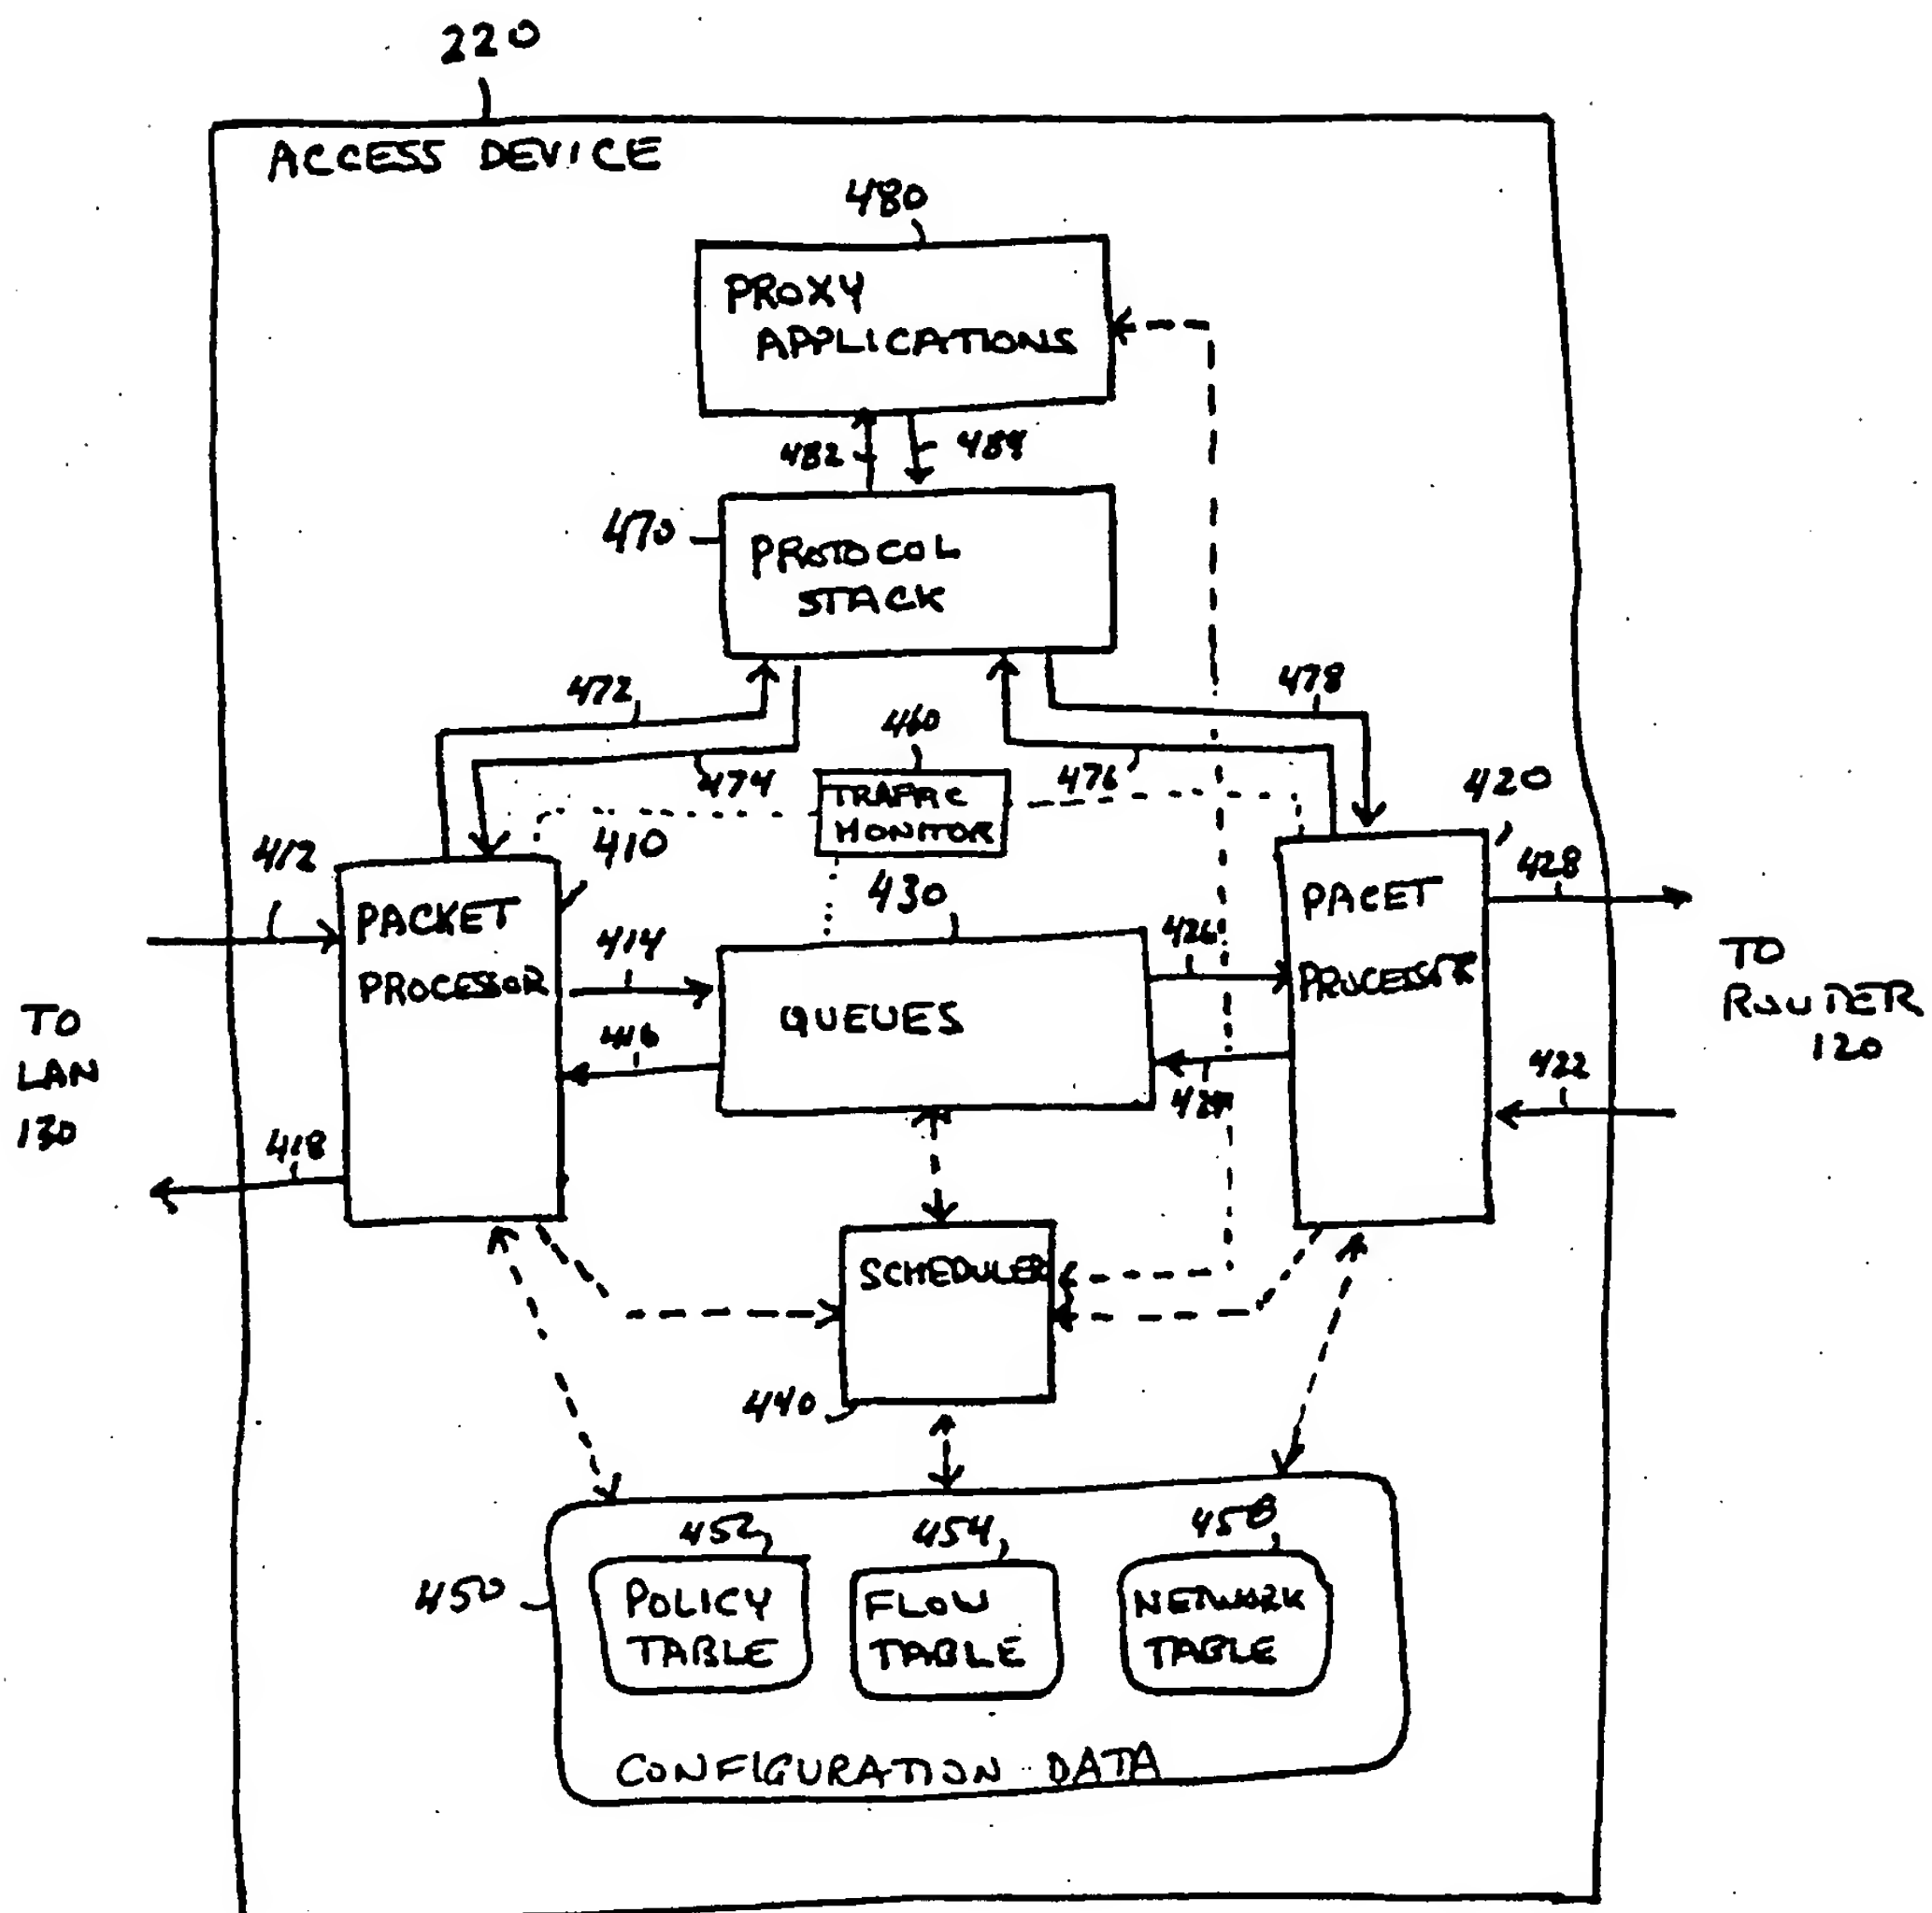 220
ACCESS DEVICE
480
PROXY
APPLICATIONS
482
484
470
PROTOCOL
STACK
472
478
460
474
476
420
TRAFFIC
MONITOR
410
412
428
430
PACKET
PROCESSOR
PACET
PROCESSOR
414
426
QUEUES
TO
LAN
130
TO
ROUTER
120
416
422
418
SCHEDULER
440
452
454
458
450
POLICY
TABLE
FLOW
TABLE
NETWORK
TABLE
CONFIGURATION DATA